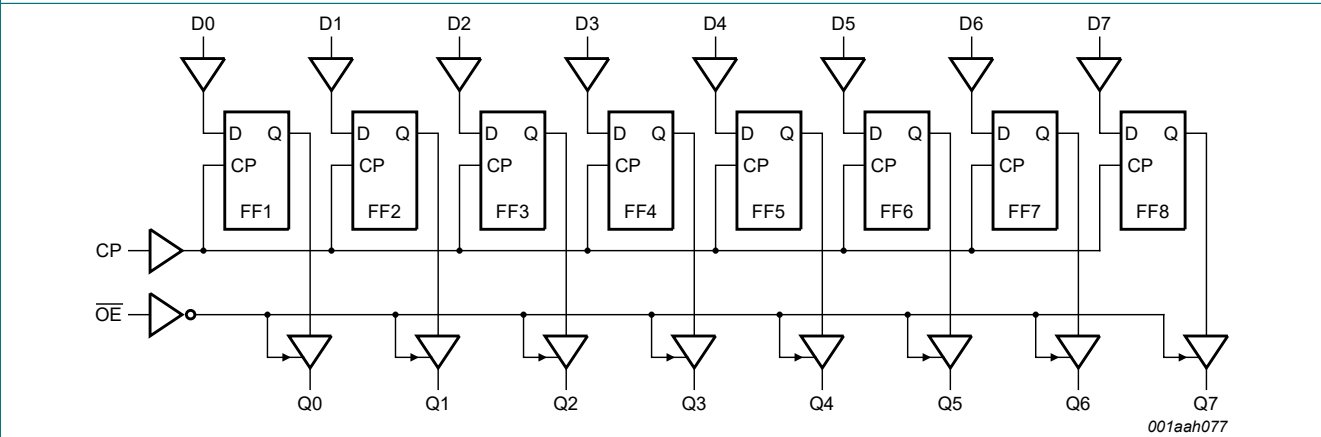 D0 D1 D2 D3 D4 D5 D6 D7
D Q D Q D Q D Q D Q D Q D Q D Q
CP CP CP CP CP CP CP CP
FF1 FF2 FF3 FF4 FF5 FF6 FF7 FF8
CP
O̅E̅
Q0 Q1 Q2 Q3 Q4 Q5 Q6 Q7
001aah077